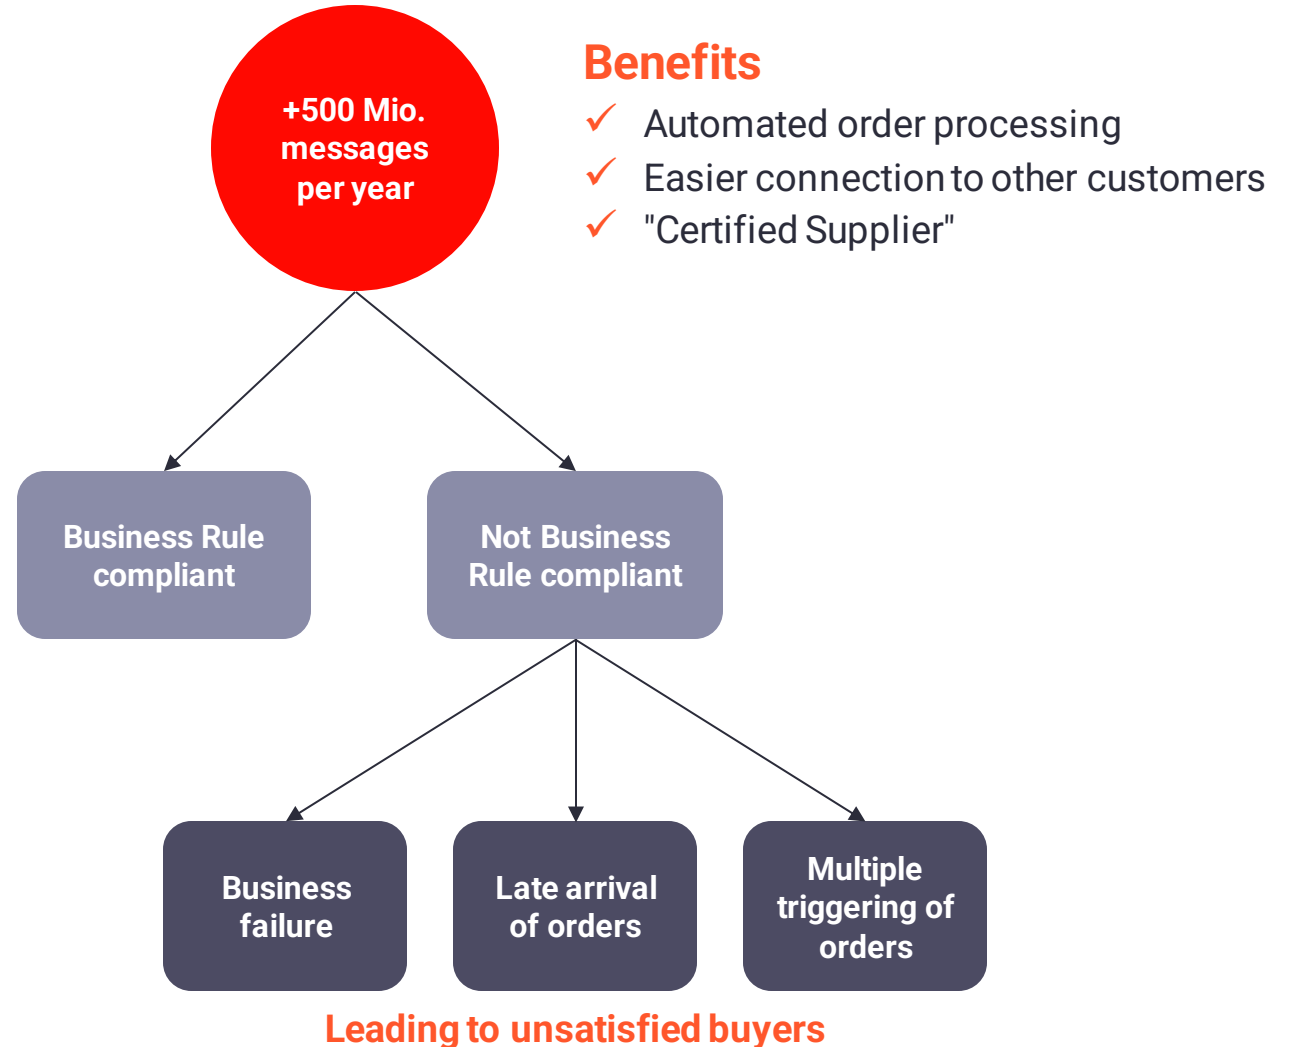 +500 Mio.
messages
per year
Benefits
✓ Automated order processing
✓ Easier connection to other customers
✓ "Certified Supplier"
Business Rule
compliant
Not Business
Rule compliant
Business
failure
Late arrival
of orders
Multiple
triggering of
orders
Leading to unsatisfied buyers